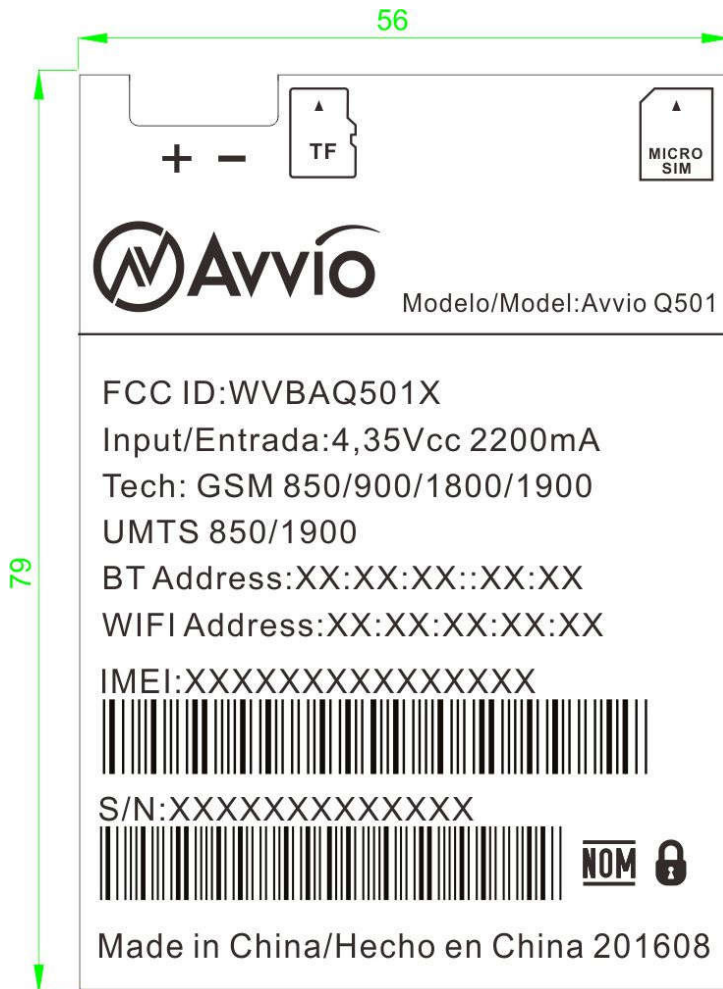 56
79
+ −
TF
MICRO
SIM
Avvio
Modelo/Model:Avvio Q501
FCC ID:WVBAQ501X
Input/Entrada:4,35Vcc 2200mA
Tech: GSM 850/900/1800/1900
UMTS 850/1900
BT Address:XX:XX:XX::XX:XX
WIFI Address:XX:XX:XX:XX:XX
IMEI:XXXXXXXXXXXXXXX
S/N:XXXXXXXXXXXXX
NOM
Made in China/Hecho en China 201608